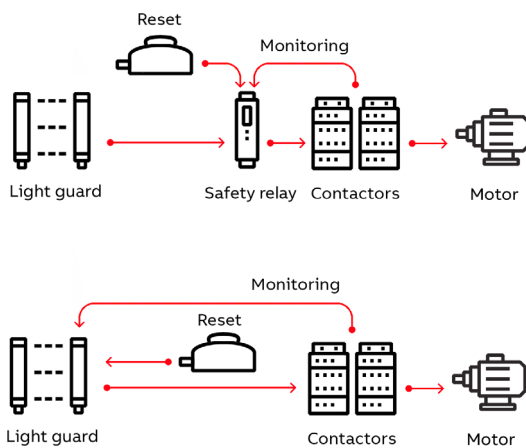 Reset
Monitoring
Light guard
Safety relay
Contactors
Motor
Monitoring
Reset
Light guard
Contactors
Motor